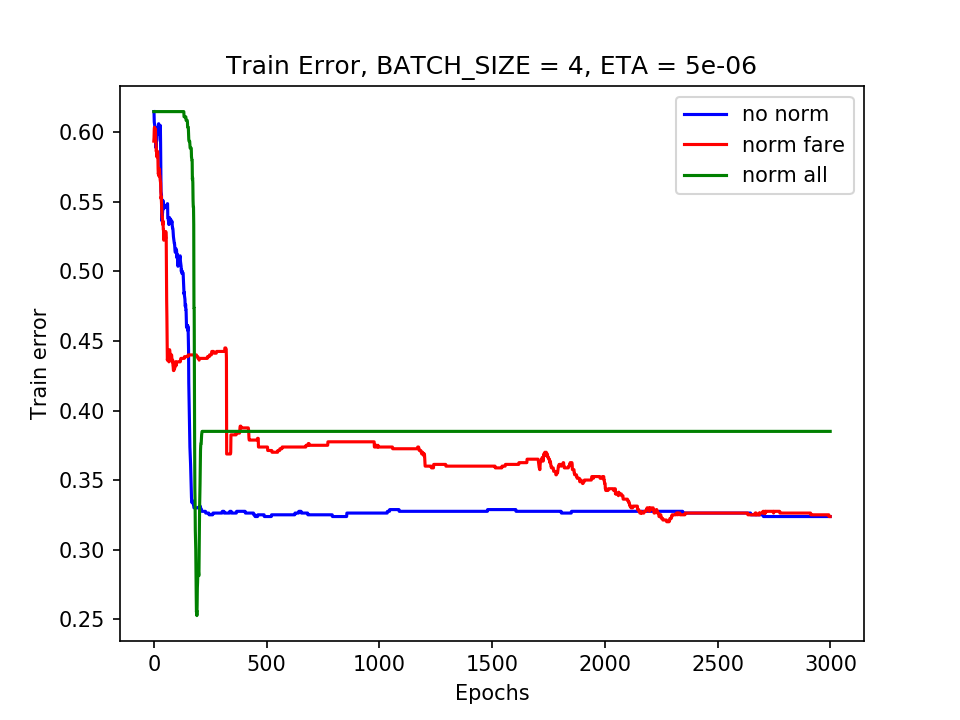 Train Error, BATCH_SIZE = 4, ETA = 5e-06
no norm
norm fare
norm all
0.60
0.55
0.50
0.45
0.40
0.35
0.30
0.25
Train error
0 500 1000 1500 2000 2500 3000
Epochs